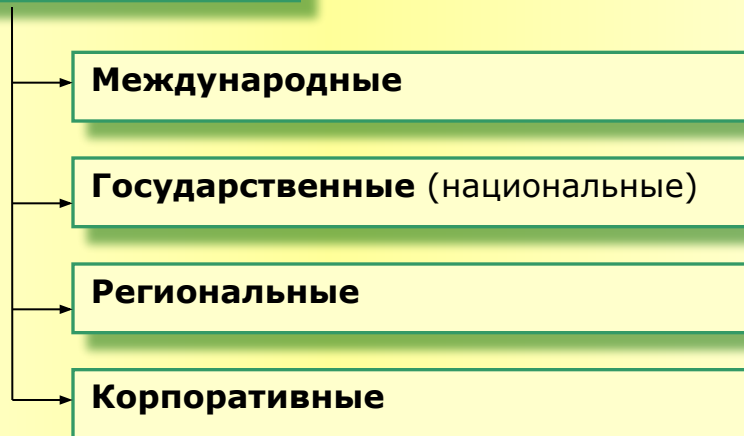 Международные
Государственные (национальные)
Региональные
Корпоративные